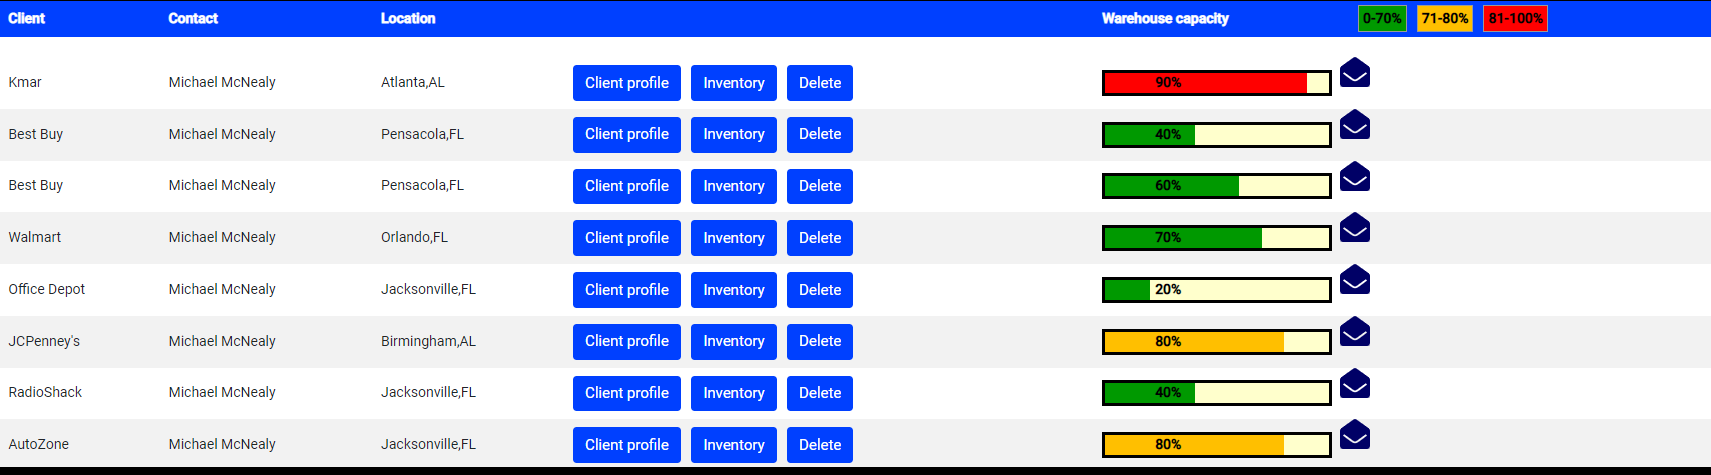 Client Contact Location Warehouse capacity 0-70% 71-80% 81-100%
Kmar Michael McNealy Atlanta,AL Client profile Inventory Delete 90%
Best Buy Michael McNealy Pensacola,FL Client profile Inventory Delete 40%
Best Buy Michael McNealy Pensacola,FL Client profile Inventory Delete 60%
Walmart Michael McNealy Orlando,FL Client profile Inventory Delete 70%
Office Depot Michael McNealy Jacksonville,FL Client profile Inventory Delete 20%
JCPenney's Michael McNealy Birmingham,AL Client profile Inventory Delete 80%
RadioShack Michael McNealy Jacksonville,FL Client profile Inventory Delete 40%
AutoZone Michael McNealy Jacksonville,FL Client profile Inventory Delete 80%